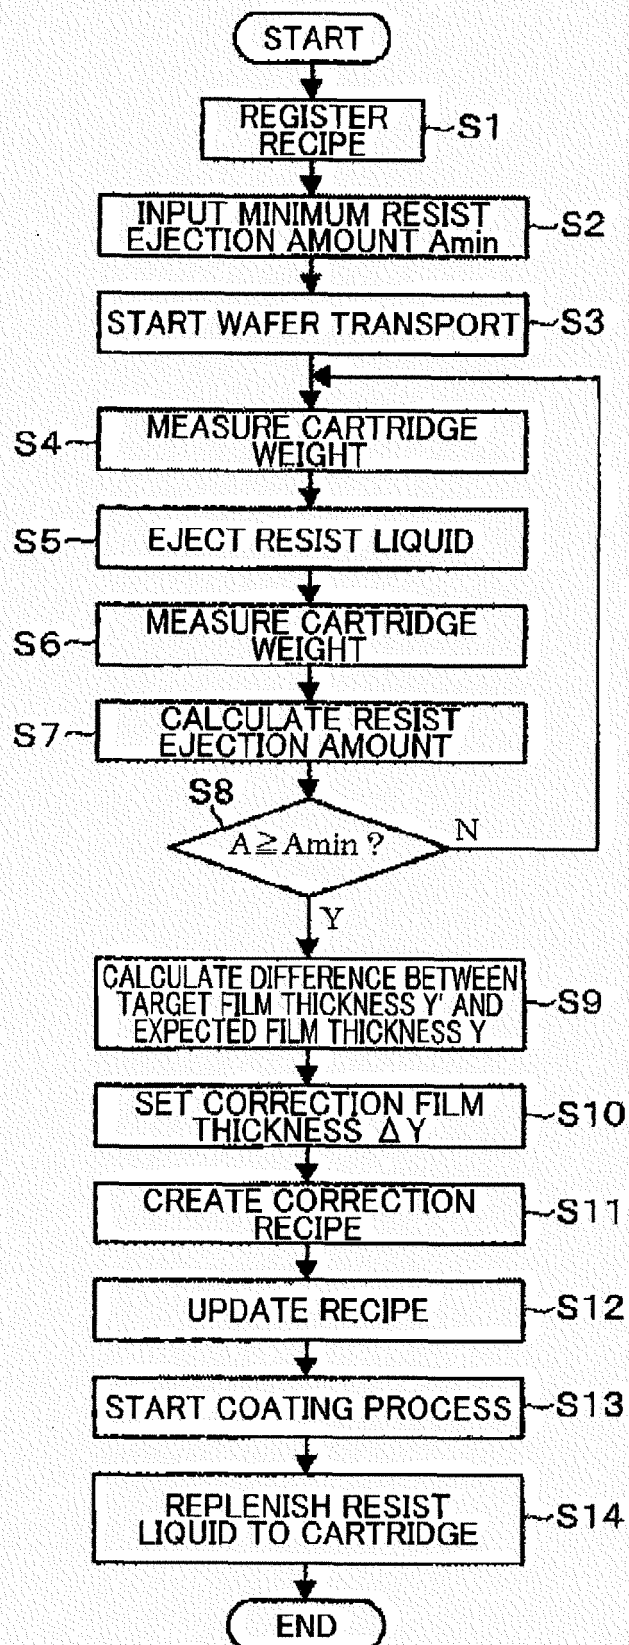 START
REGISTER
RECIPE
S1
INPUT MINIMUM RESIST
EJECTION AMOUNT Amin
S2
START WAFER TRANSPORT
S3
S4
MEASURE CARTRIDGE
WEIGHT
S5
EJECT RESIST LIQUID
S6
MEASURE CARTRIDGE
WEIGHT
S7
CALCULATE RESIST
EJECTION AMOUNT
S8
A≧Amin ?
N
Y
CALCULATE DIFFERENCE BETWEEN
TARGET FILM THICKNESS Y' AND
EXPECTED FILM THICKNESS Y
S9
SET CORRECTION FILM
THICKNESS ΔY
S10
CREATE CORRECTION
RECIPE
S11
UPDATE RECIPE
S12
START COATING PROCESS
S13
REPLENISH RESIST
LIQUID TO CARTRIDGE
S14
END